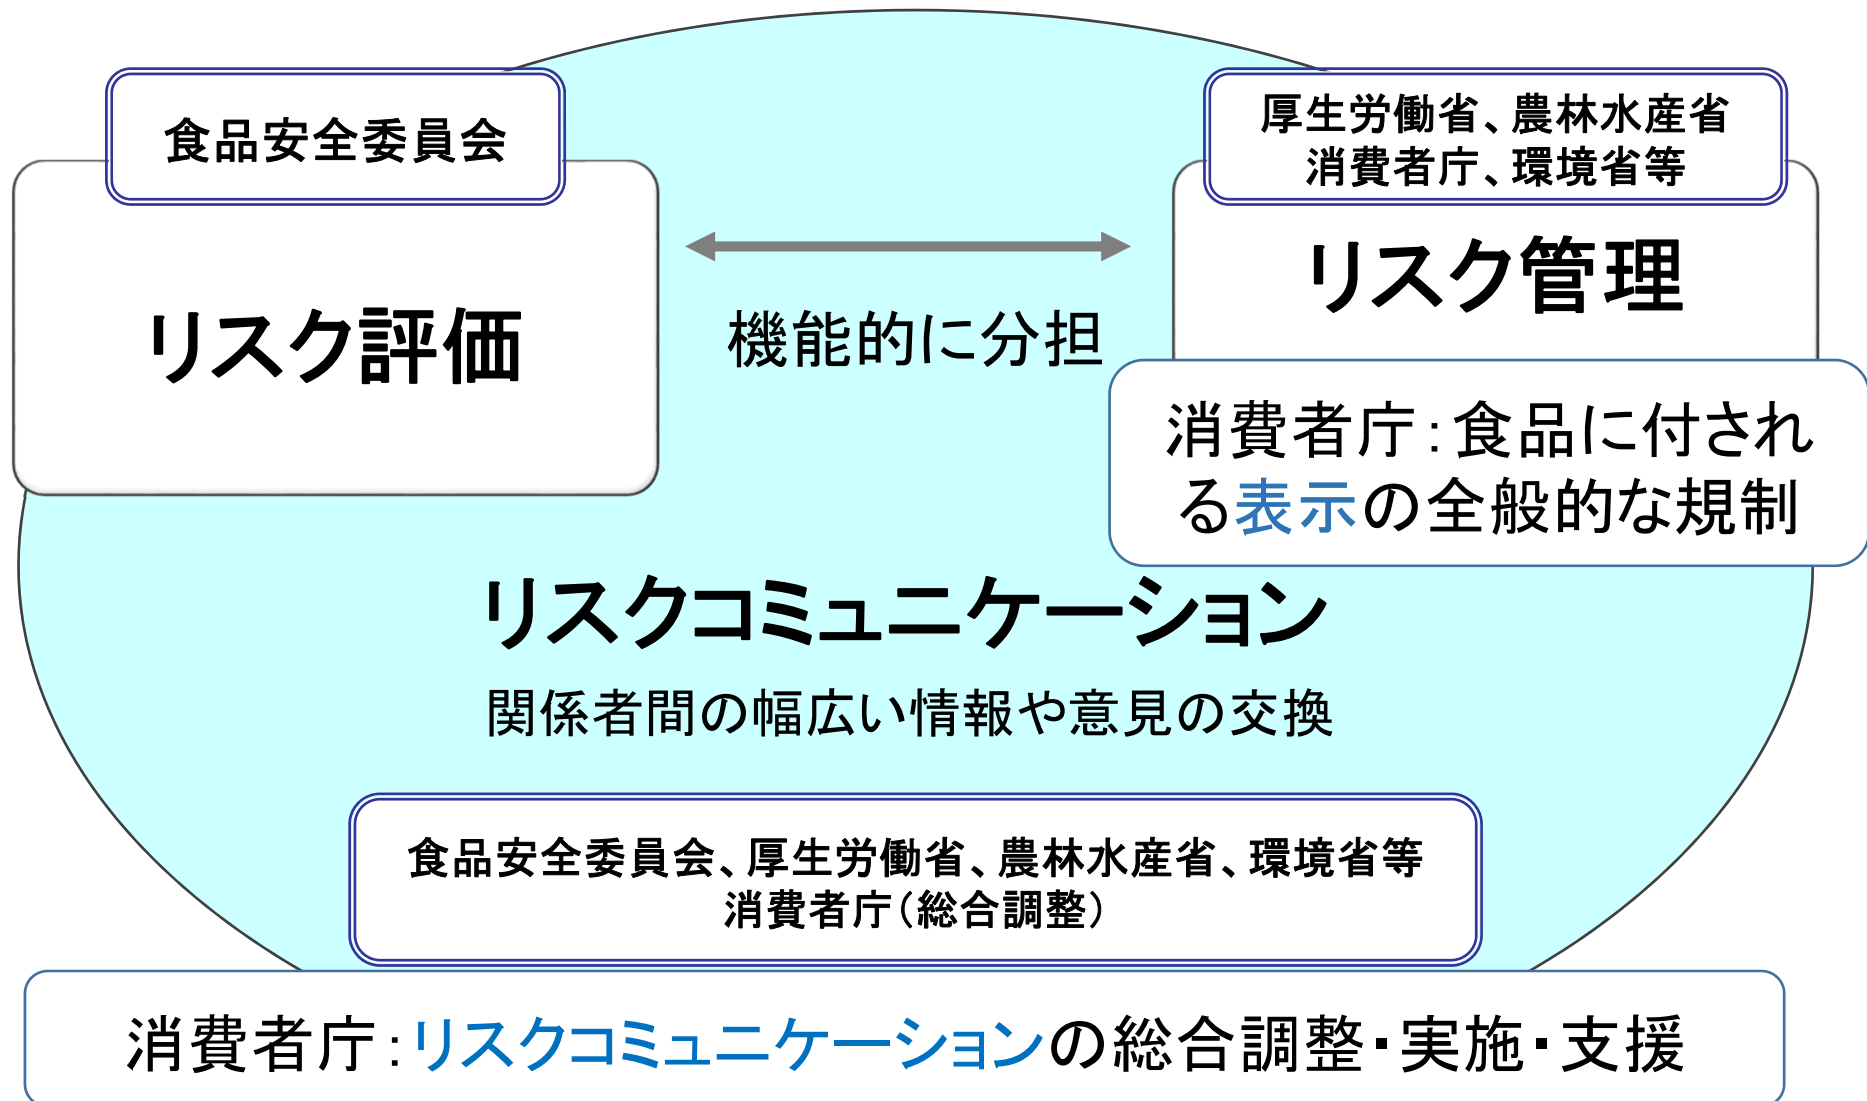 食品安全委員会
リスク評価
機能的に分担
厚生労働省、農林水産省
消費者庁、環境省等
リスク管理
消費者庁：食品に付され
る表示の全般的な規制
リスクコミュニケーション
関係者間の幅広い情報や意見の交換
食品安全委員会、厚生労働省、農林水産省、環境省等
消費者庁（総合調整）
消費者庁：リスクコミュニケーションの総合調整・実施・支援